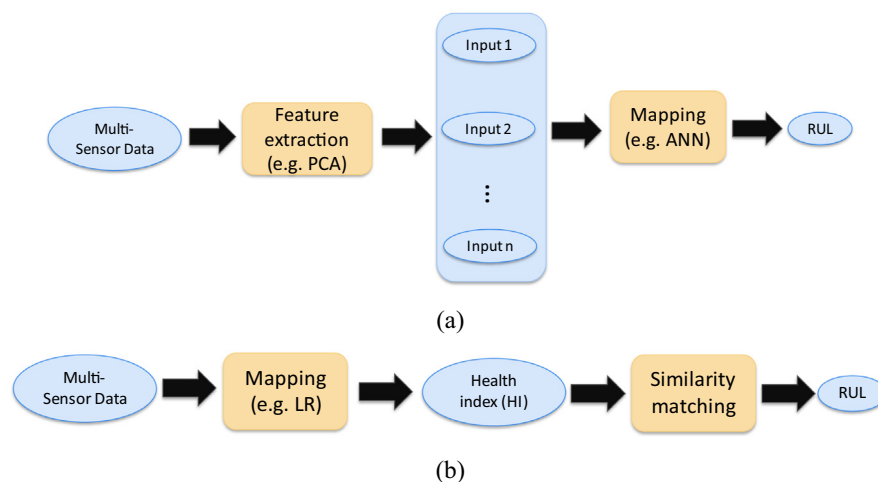 Multi-
Sensor Data
Feature
extraction
(e.g. PCA)
Input 1
Input 2
⋮
Input n
Mapping
(e.g. ANN)
RUL
(a)
Multi-
Sensor Data
Mapping
(e.g. LR)
Health
index (HI)
Similarity
matching
RUL
(b)